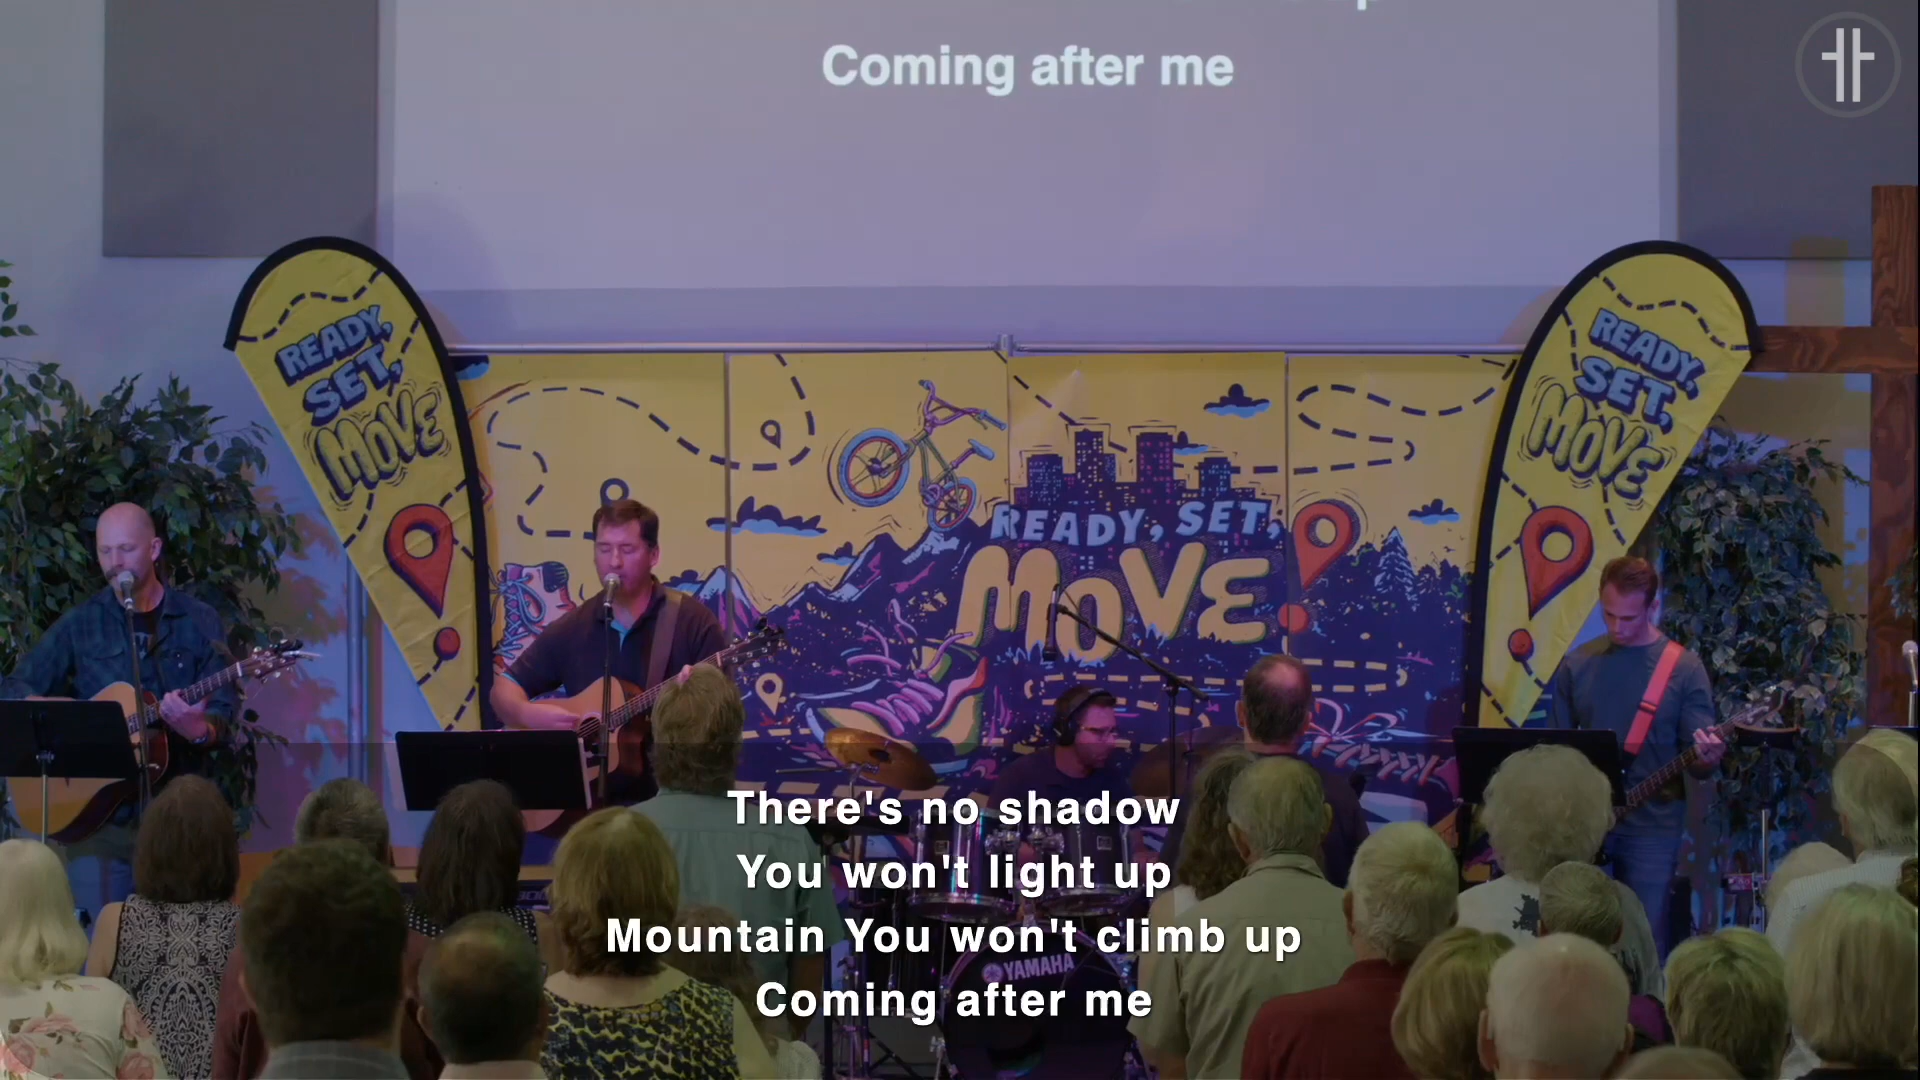 Coming after me
READY,
SET,
MOVE
READY,
SET,
MOVE
READY, SET,
MOVE
There's no shadow
You won't light up
Mountain You won't climb up
Coming after me
YAMAHA